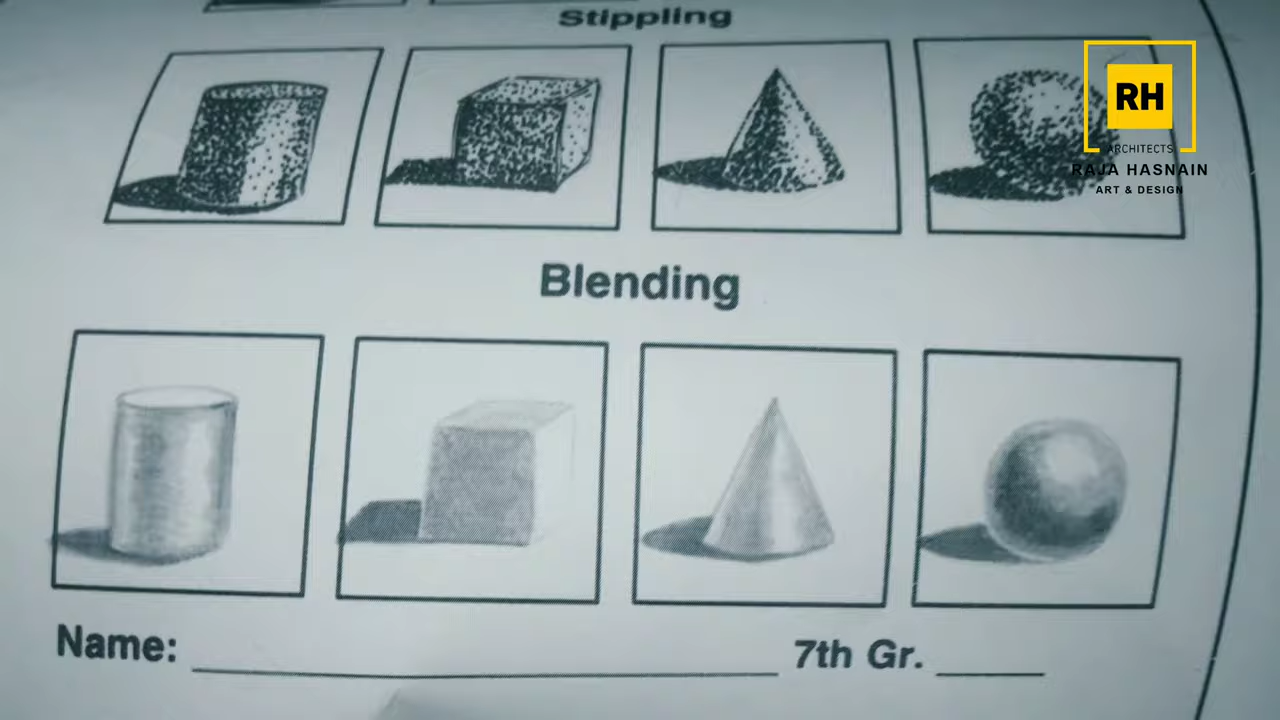 Stippling
RH
ARCHITECTS
RAJA HASNAIN
ART & DESIGN
Blending
Name: 7th Gr.